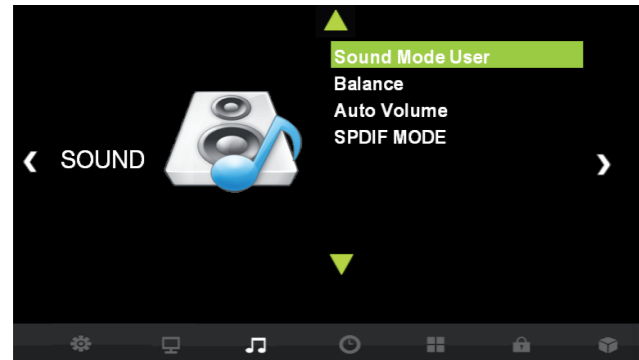 SOUND
Sound Mode User
Balance
Auto Volume
SPDIF MODE